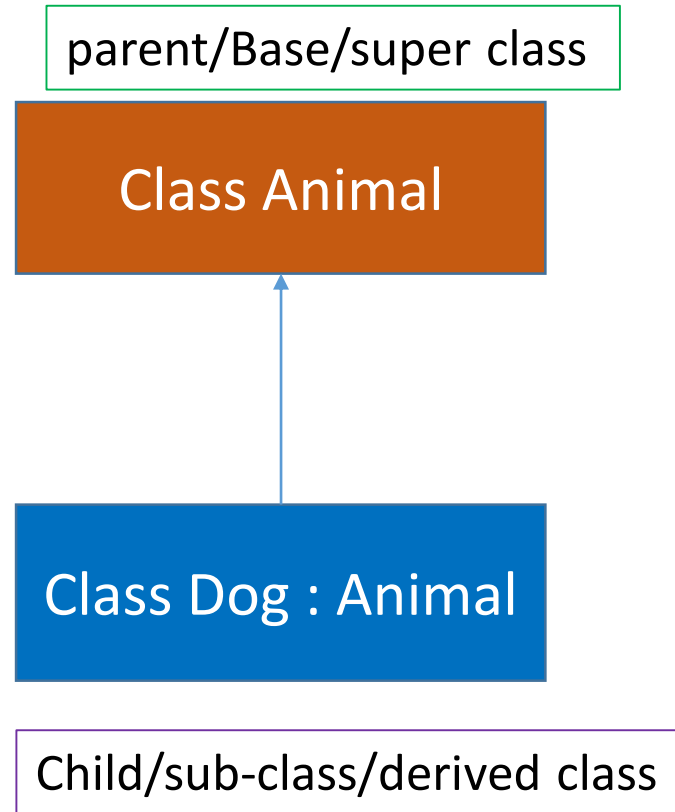 parent/Base/super class
Class Animal
Class Dog : Animal
Child/sub-class/derived class